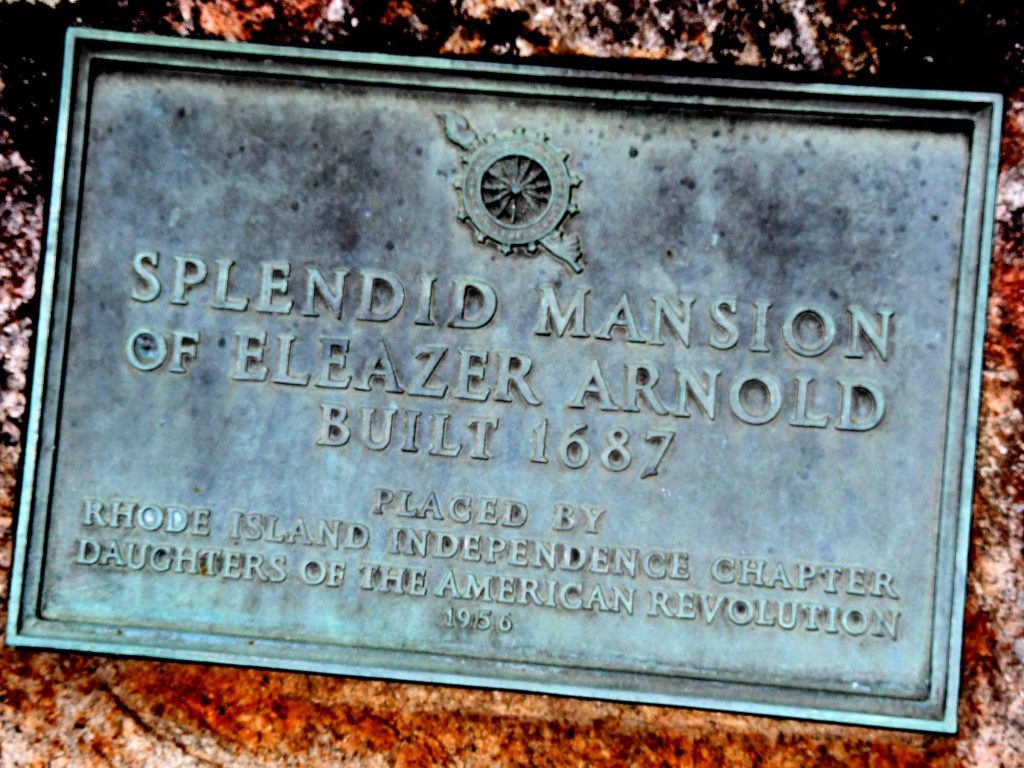 SPLENDID MANSION
OF ELEAZER ARNOLD
BUILT 1687
PLACED BY
RHODE ISLAND INDEPENDENCE CHAPTER
DAUGHTERS OF THE AMERICAN REVOLUTION
1956